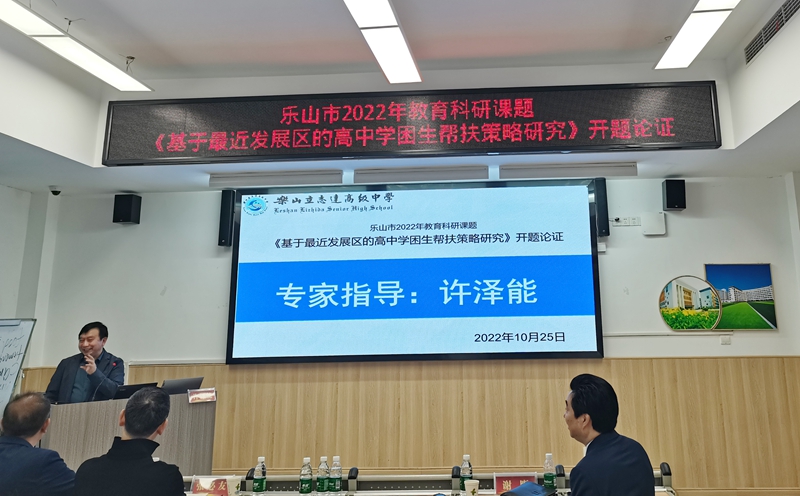 乐山市2022年教育科研课题
《基于最近发展区的高中学困生帮扶策略研究》开题论证
乐山立志达高级中学
Leshan Lizhida Senior High School
乐山市2022年教育科研课题
《基于最近发展区的高中学困生帮扶策略研究》开题论证
专家指导：许泽能
2022年10月25日
谢